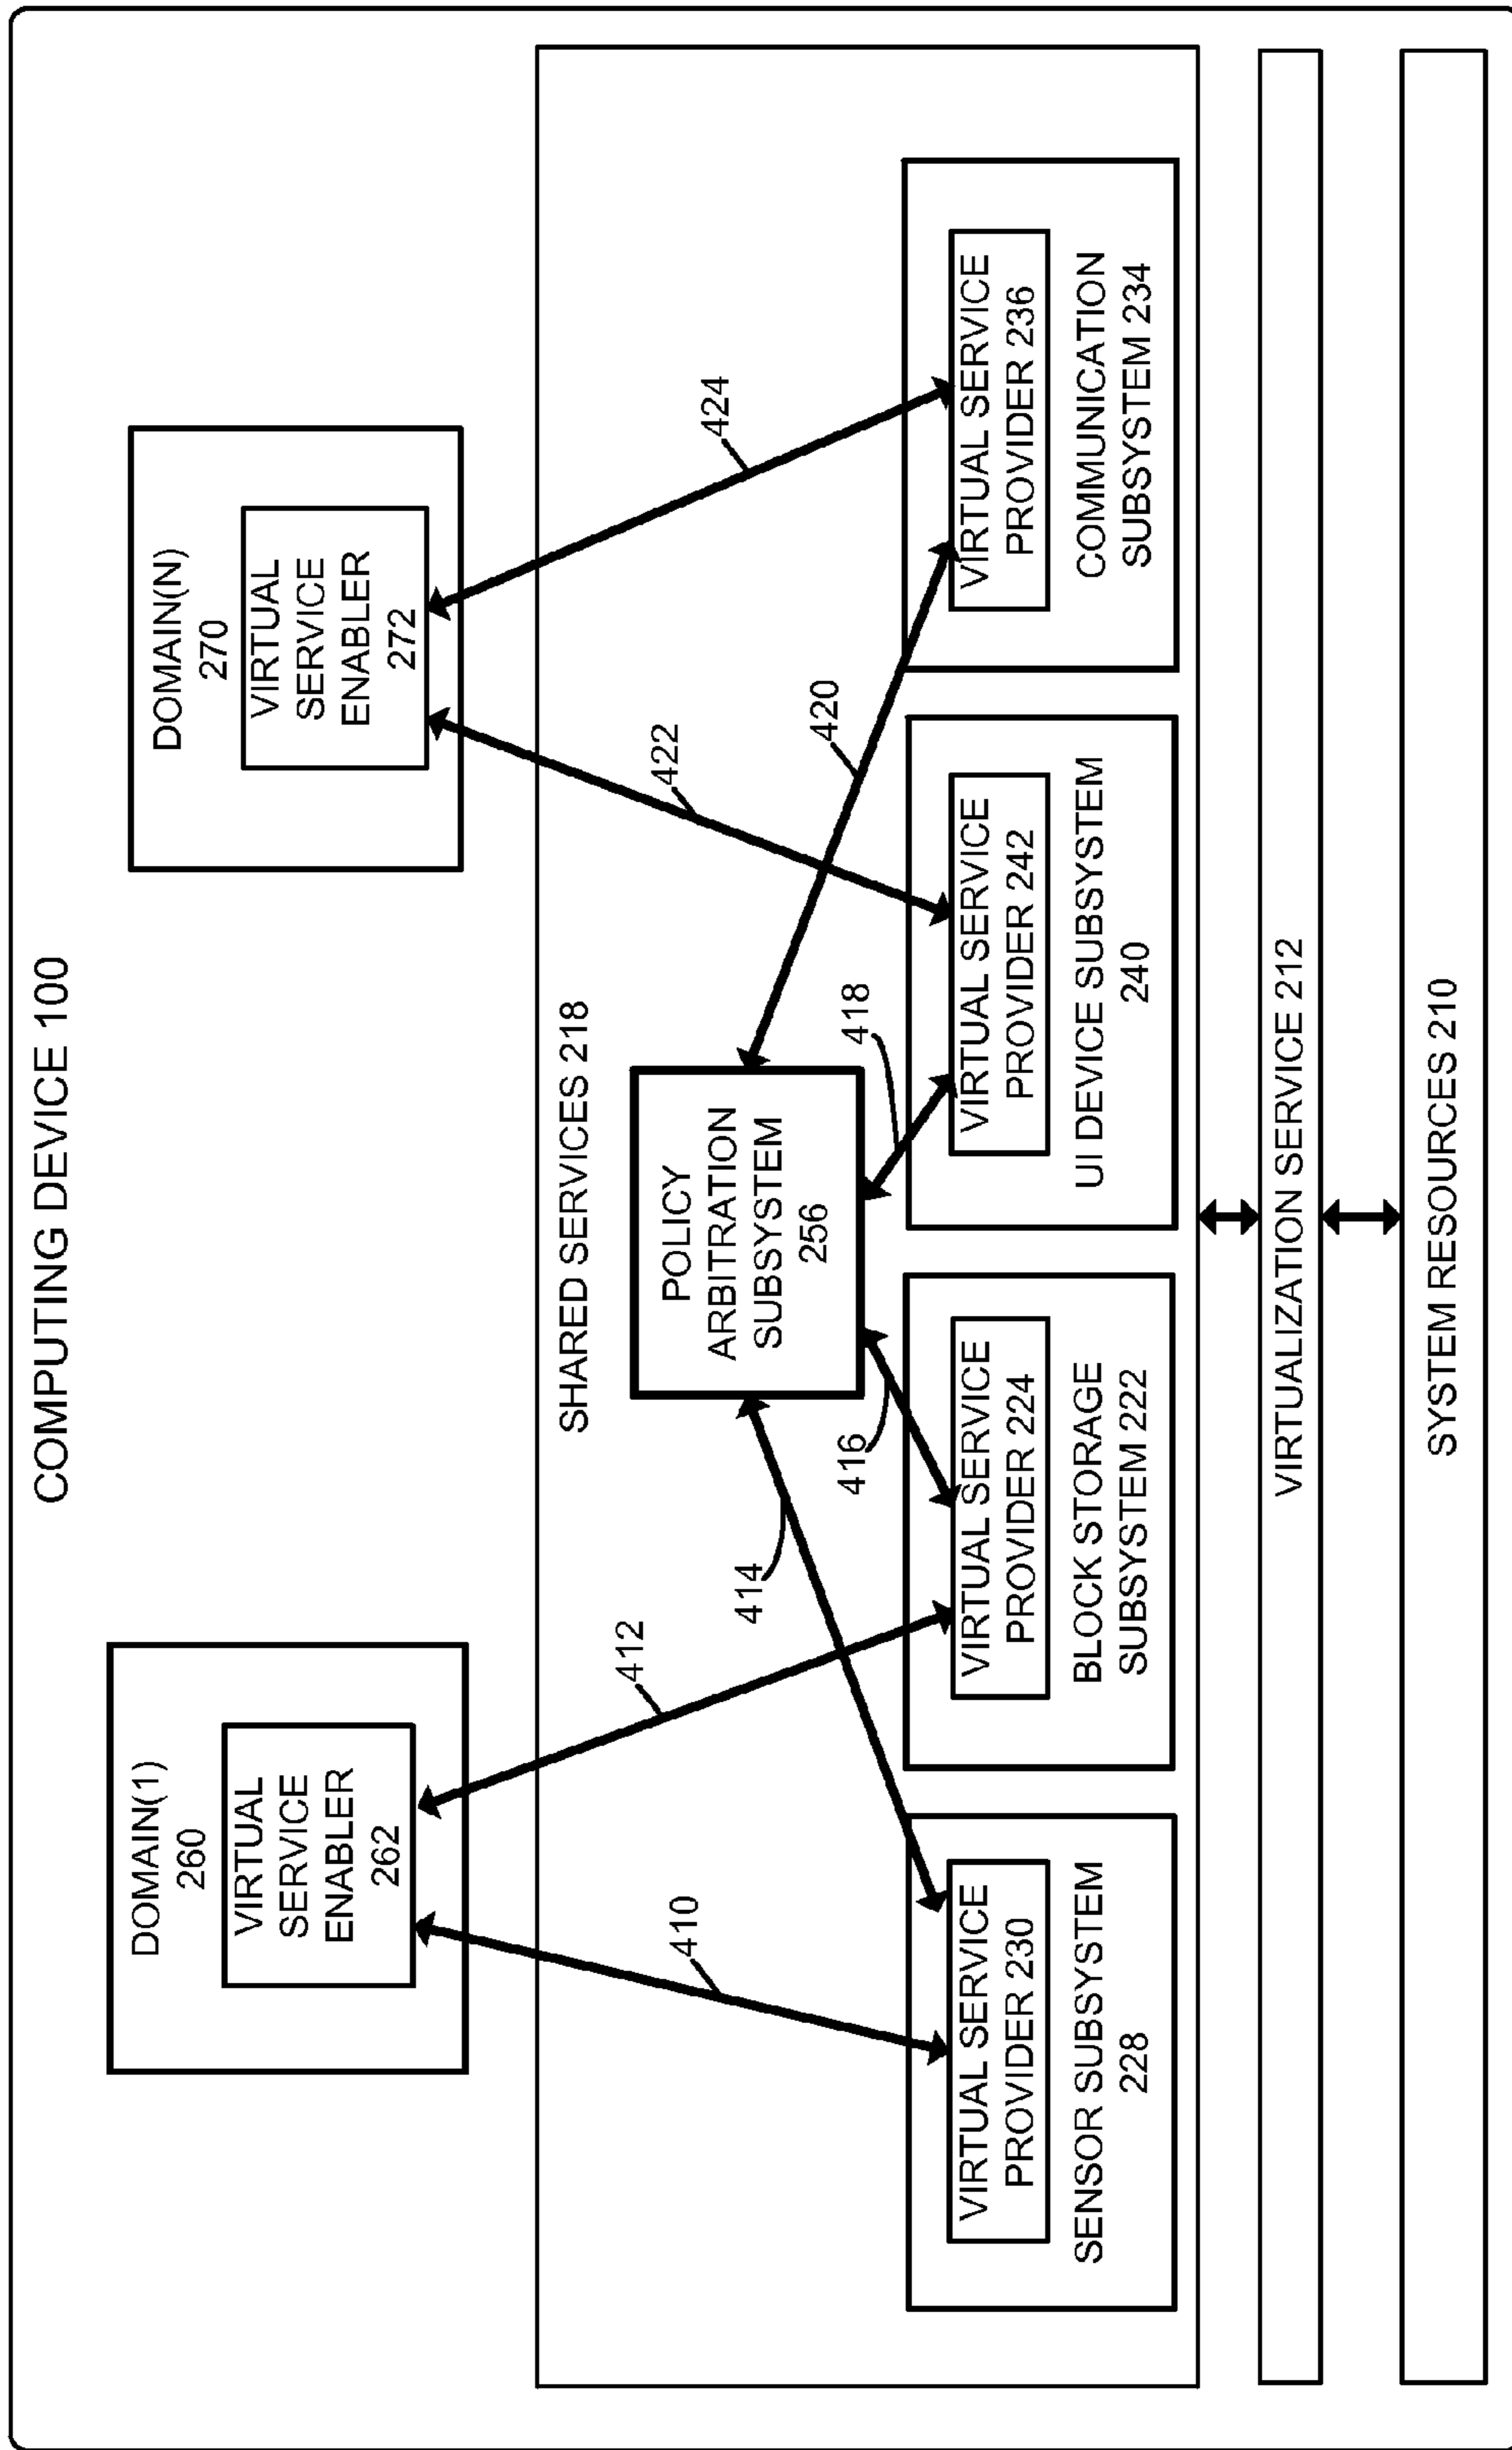 COMPUTING DEVICE 100
DOMAIN(1)
260
VIRTUAL
SERVICE
ENABLER
262
DOMAIN(N)
270
VIRTUAL
SERVICE
ENABLER
272
SHARED SERVICES 218
410
412
414
416
418
420
422
424
POLICY
ARBITRATION
SUBSYSTEM
256
VIRTUAL SERVICE
PROVIDER 230
SENSOR SUBSYSTEM
228
VIRTUAL SERVICE
PROVIDER 224
BLOCK STORAGE
SUBSYSTEM 222
VIRTUAL SERVICE
PROVIDER 242
UI DEVICE SUBSYSTEM
240
VIRTUAL SERVICE
PROVIDER 236
COMMUNICATION
SUBSYSTEM 234
VIRTUALIZATION SERVICE 212
SYSTEM RESOURCES 210